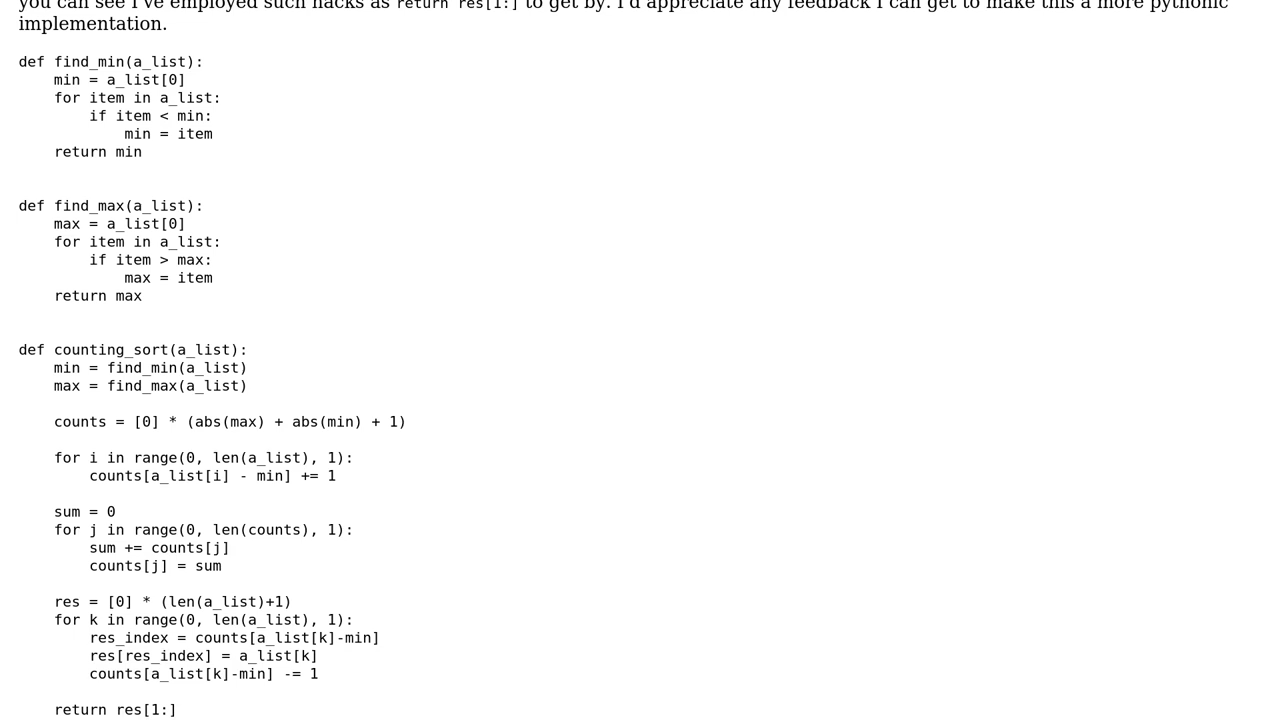 you can see I've employed such hacks as return res[1:] to get by. I'd appreciate any feedback I can get to make this a more pythonic
implementation.
def find_min(a_list):
    min = a_list[0]
    for item in a_list:
        if item < min:
            min = item
    return min
def find_max(a_list):
    max = a_list[0]
    for item in a_list:
        if item > max:
            max = item
    return max
def counting_sort(a_list):
    min = find_min(a_list)
    max = find_max(a_list)
    counts = [0] * (abs(max) + abs(min) + 1)
    for i in range(0, len(a_list), 1):
        counts[a_list[i] - min] += 1
    sum = 0
    for j in range(0, len(counts), 1):
        sum += counts[j]
        counts[j] = sum
    res = [0] * (len(a_list)+1)
    for k in range(0, len(a_list), 1):
        res_index = counts[a_list[k]-min]
        res[res_index] = a_list[k]
        counts[a_list[k]-min] -= 1
    return res[1:]